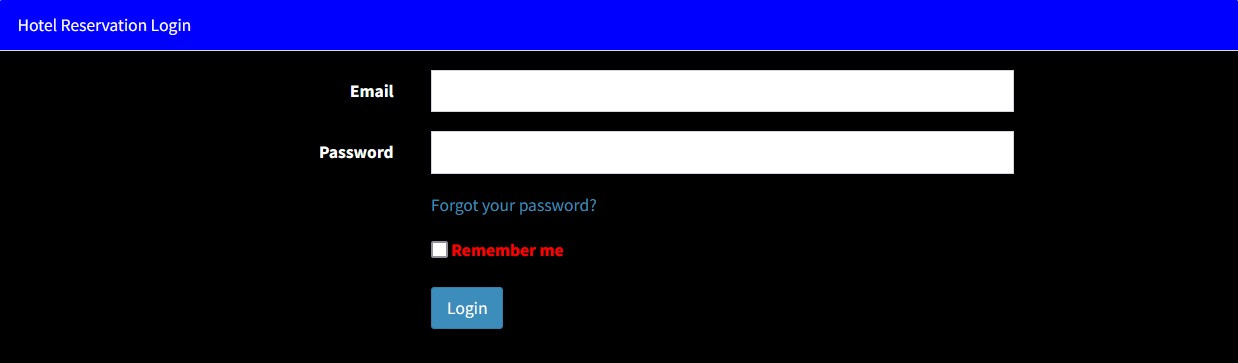 Hotel Reservation Login
Email
Password
Forgot your password?
Remember me
Login